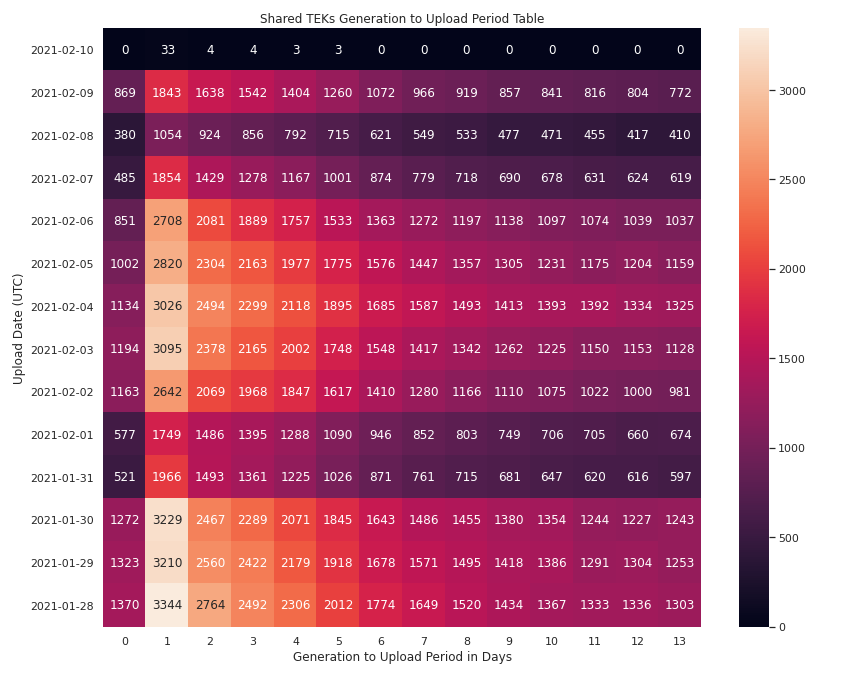 Shared TEKs Generation to Upload Period Table
Upload Date (UTC)
2021-02-10 0 33 4 4 3 3 0 0 0 0 0 0 0 0
2021-02-09 869 1843 1638 1542 1404 1260 1072 966 919 857 841 816 804 772
2021-02-08 380 1054 924 856 792 715 621 549 533 477 471 455 417 410
2021-02-07 485 1854 1429 1278 1167 1001 874 779 718 690 678 631 624 619
2021-02-06 851 2708 2081 1889 1757 1533 1363 1272 1197 1138 1097 1074 1039 1037
2021-02-05 1002 2820 2304 2163 1977 1775 1576 1447 1357 1305 1231 1175 1204 1159
2021-02-04 1134 3026 2494 2299 2118 1895 1685 1587 1493 1413 1393 1392 1334 1325
2021-02-03 1194 3095 2378 2165 2002 1748 1548 1417 1342 1262 1225 1150 1153 1128
2021-02-02 1163 2642 2069 1968 1847 1617 1410 1280 1166 1110 1075 1022 1000 981
2021-02-01 577 1749 1486 1395 1288 1090 946 852 803 749 706 705 660 674
2021-01-31 521 1966 1493 1361 1225 1026 871 761 715 681 647 620 616 597
2021-01-30 1272 3229 2467 2289 2071 1845 1643 1486 1455 1380 1354 1244 1227 1243
2021-01-29 1323 3210 2560 2422 2179 1918 1678 1571 1495 1418 1386 1291 1304 1253
2021-01-28 1370 3344 2764 2492 2306 2012 1774 1649 1520 1434 1367 1333 1336 1303
0 1 2 3 4 5 6 7 8 9 10 11 12 13
Generation to Upload Period in Days
3000
2500
2000
1500
1000
500
0